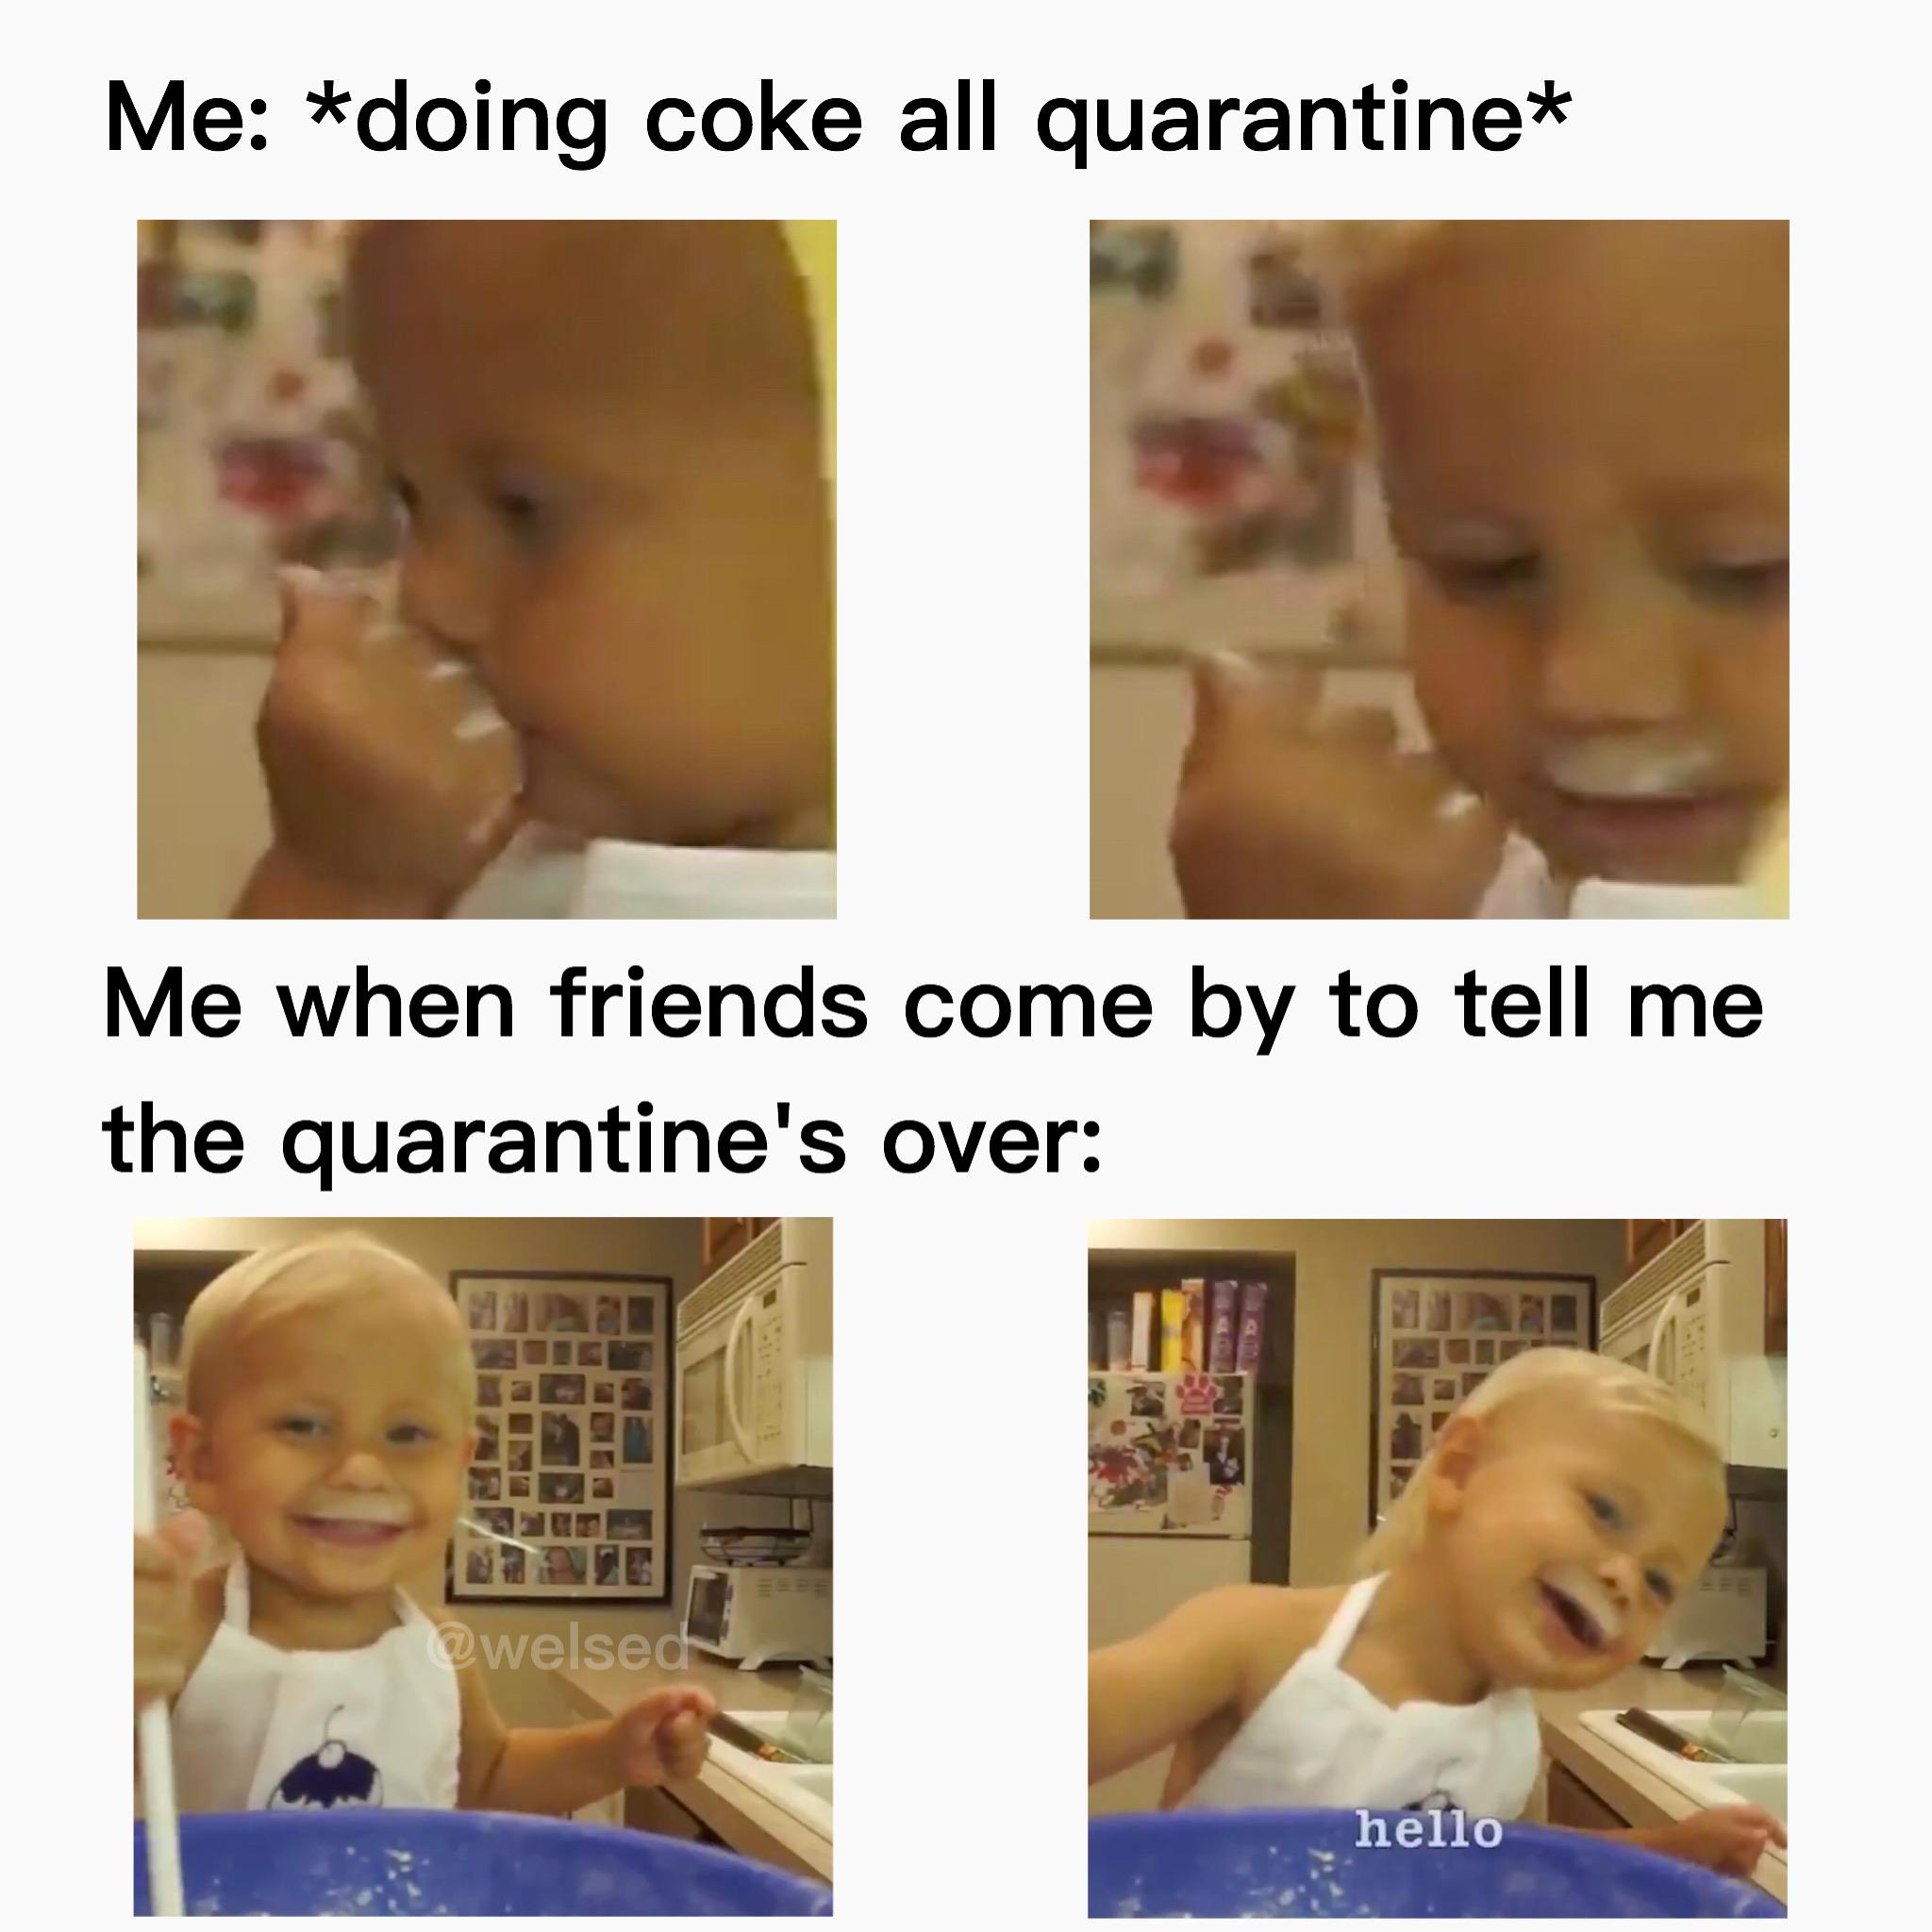 Me: *doing coke all quarantine*
Me when friends come by to tell me
the quarantine's over:
@welsed
hello